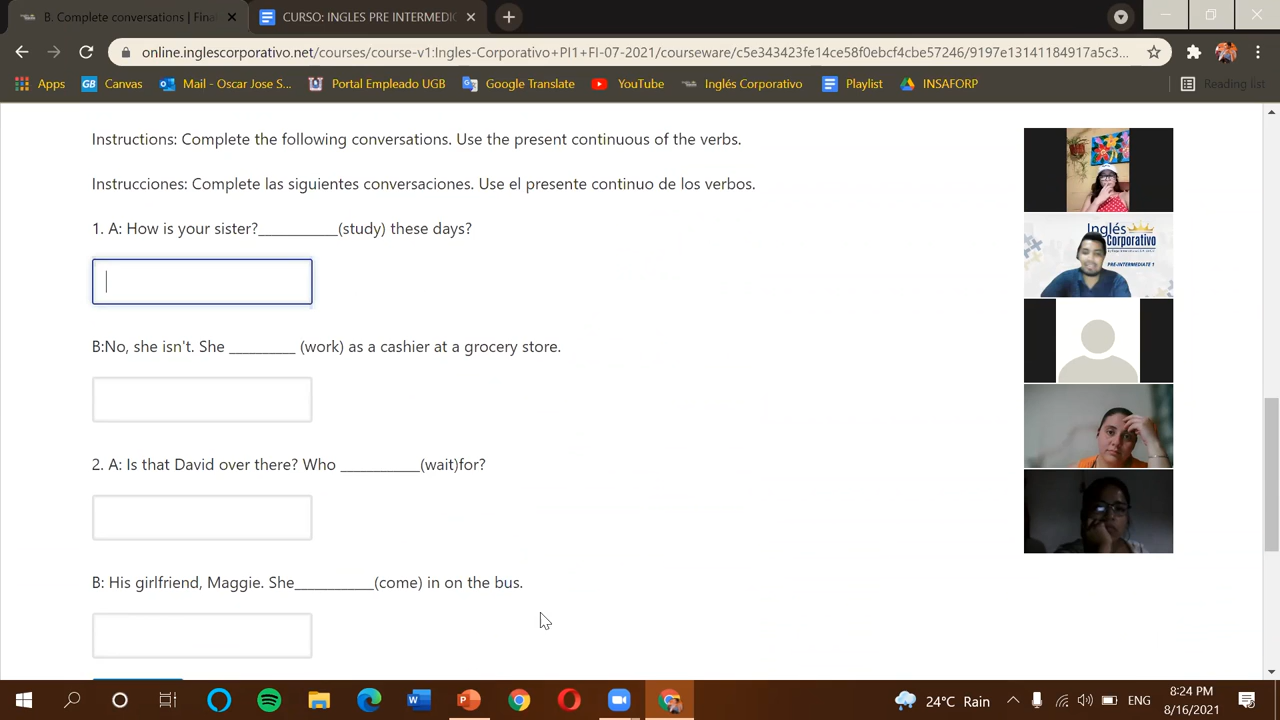 B. Complete conversations | Fina
CURSO: INGLES PRE INTERMEDIO
online.inglescorporativo.net/courses/course-v1:Ingles-Corporativo+PI1+FI-07-2021/courseware/c5e343423fe14ce58f0ebcf4cbe57246/9197e13141184917a5c3...
Apps
Canvas
Mail - Oscar Jose S...
Portal Empleado UGB
Google Translate
YouTube
Inglés Corporativo
Playlist
INSAFORP
Reading list
Instructions: Complete the following conversations. Use the present continuous of the verbs.
Instrucciones: Complete las siguientes conversaciones. Use el presente continuo de los verbos.
1. A: How is your sister?__________(study) these days?
B:No, she isn't. She ________ (work) as a cashier at a grocery store.
2. A: Is that David over there? Who __________(wait)for?
B: His girlfriend, Maggie. She__________(come) in on the bus.
Inglés
Corporativo
PRE-INTERMEDIATE 1
24°C Rain
ENG
8:24 PM
8/16/2021